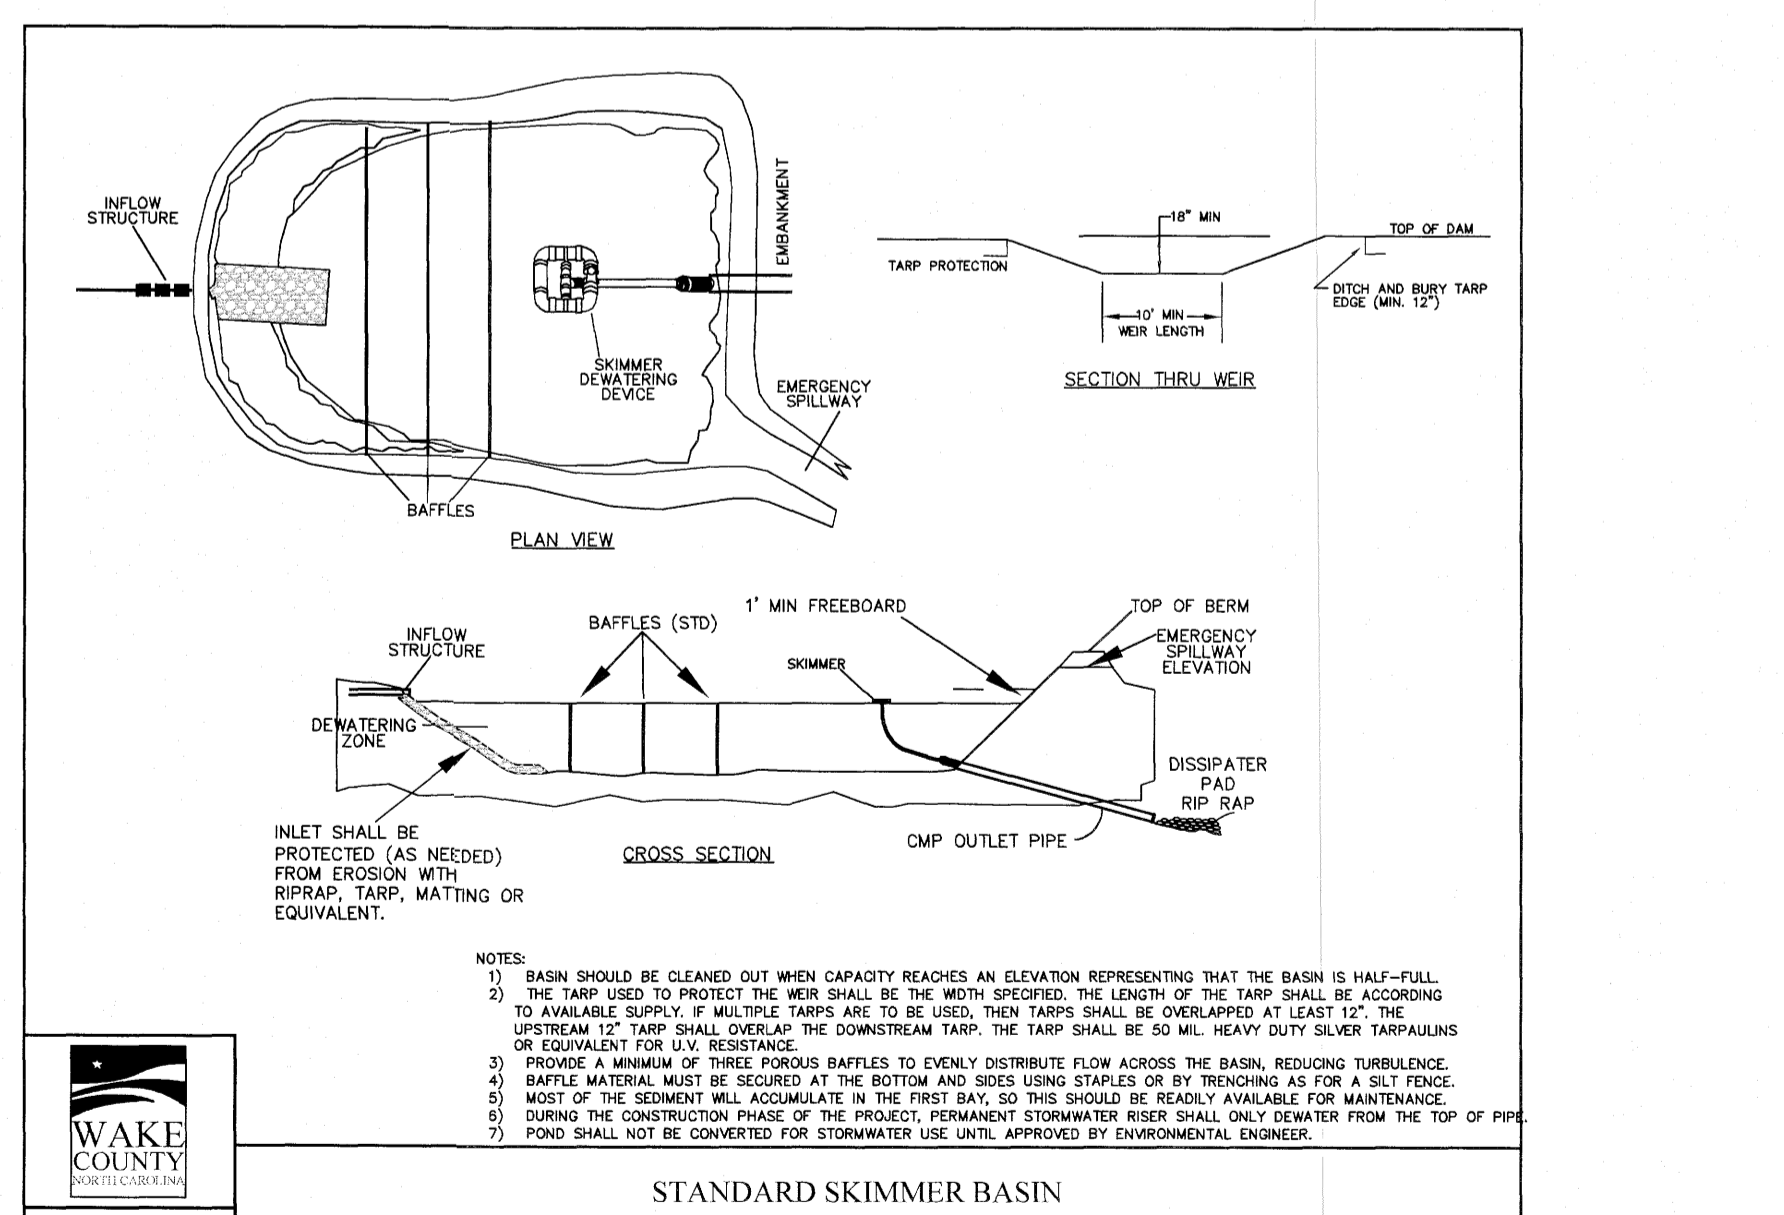 INFLOW
STRUCTURE
EMBANKMENT
SKIMMER
DEWATERING
DEVICE
EMERGENCY
SPILLWAY
BAFFLES
PLAN VIEW
18" MIN
TOP OF DAM
TARP PROTECTION
DITCH AND BURY TARP
EDGE (MIN. 12")
10' MIN
WEIR LENGTH
SECTION THRU WEIR
1' MIN FREEBOARD
TOP OF BERM
BAFFLES (STD)
INFLOW
STRUCTURE
EMERGENCY
SPILLWAY
ELEVATION
SKIMMER
DEWATERING
ZONE
DISSIPATER
PAD
RIP RAP
INLET SHALL BE
PROTECTED (AS NEEDED)
FROM EROSION WITH
RIPRAP, TARP, MATTING OR
EQUIVALENT.
CMP OUTLET PIPE
CROSS SECTION
NOTES:
1) BASIN SHOULD BE CLEANED OUT WHEN CAPACITY REACHES AN ELEVATION REPRESENTING THAT THE BASIN IS HALF-FULL.
2) THE TARP USED TO PROTECT THE WEIR SHALL BE THE WIDTH SPECIFIED. THE LENGTH OF THE TARP SHALL BE ACCORDING
TO AVAILABLE SUPPLY. IF MULTIPLE TARPS ARE TO BE USED, THEN TARPS SHALL BE OVERLAPPED AT LEAST 12". THE
UPSTREAM 12" TARP SHALL OVERLAP THE DOWNSTREAM TARP. THE TARP SHALL BE 50 MIL. HEAVY DUTY SILVER TARPAULINS
OR EQUIVALENT FOR U.V. RESISTANCE.
3) PROVIDE A MINIMUM OF THREE POROUS BAFFLES TO EVENLY DISTRIBUTE FLOW ACROSS THE BASIN, REDUCING TURBULENCE.
4) BAFFLE MATERIAL MUST BE SECURED AT THE BOTTOM AND SIDES USING STAPLES OR BY TRENCHING AS FOR A SILT FENCE.
5) MOST OF THE SEDIMENT WILL ACCUMULATE IN THE FIRST BAY, SO THIS SHOULD BE READILY AVAILABLE FOR MAINTENANCE.
6) DURING THE CONSTRUCTION PHASE OF THE PROJECT, PERMANENT STORMWATER RISER SHALL ONLY DEWATER FROM THE TOP OF PIPE.
7) POND SHALL NOT BE CONVERTED FOR STORMWATER USE UNTIL APPROVED BY ENVIRONMENTAL ENGINEER.
WAKE
COUNTY
NORTH CAROLINA
STANDARD SKIMMER BASIN